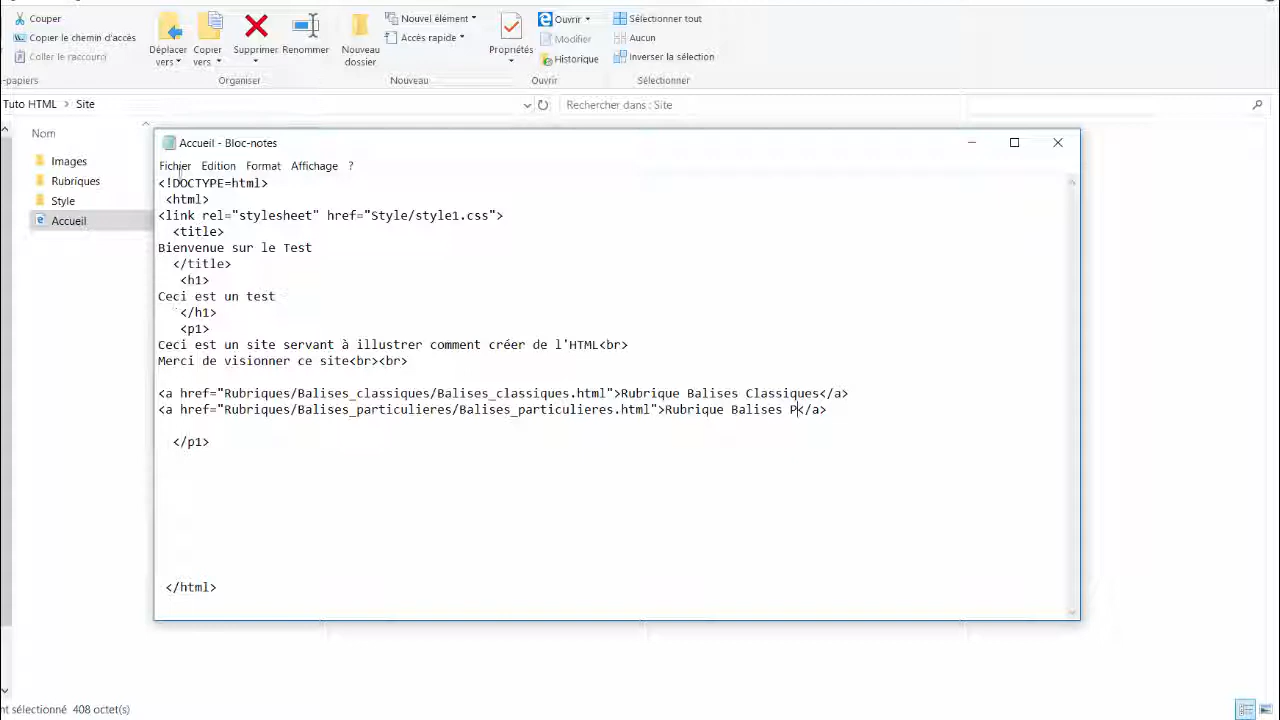 Couper
Copier le chemin d'accès
Coller le raccourci
-papiers
Déplacer vers
Copier vers
Supprimer
Renommer
Organiser
Nouveau dossier
Nouvel élément
Accès rapide
Nouveau
Propriétés
Ouvrir
Modifier
Historique
Ouvrir
Sélectionner tout
Aucun
Inverser la sélection
Sélectionner
Tuto HTML > Site
Rechercher dans : Site
Nom
Images
Rubriques
Style
Accueil
Accueil - Bloc-notes
Fichier Edition Format Affichage ?
<!DOCTYPE=html>
<html>
<link rel="stylesheet" href="Style/style1.css">
<title>
Bienvenue sur le Test
</title>
<h1>
Ceci est un test
</h1>
<p1>
Ceci est un site servant à illustrer comment créer de l'HTML<br>
Merci de visionner ce site<br><br>
<a href="Rubriques/Balises_classiques/Balises_classiques.html">Rubrique Balises Classiques</a>
<a href="Rubriques/Balises_particulieres/Balises_particulieres.html">Rubrique Balises P</a>
</p1>
</html>
nt sélectionné 408 octet(s)